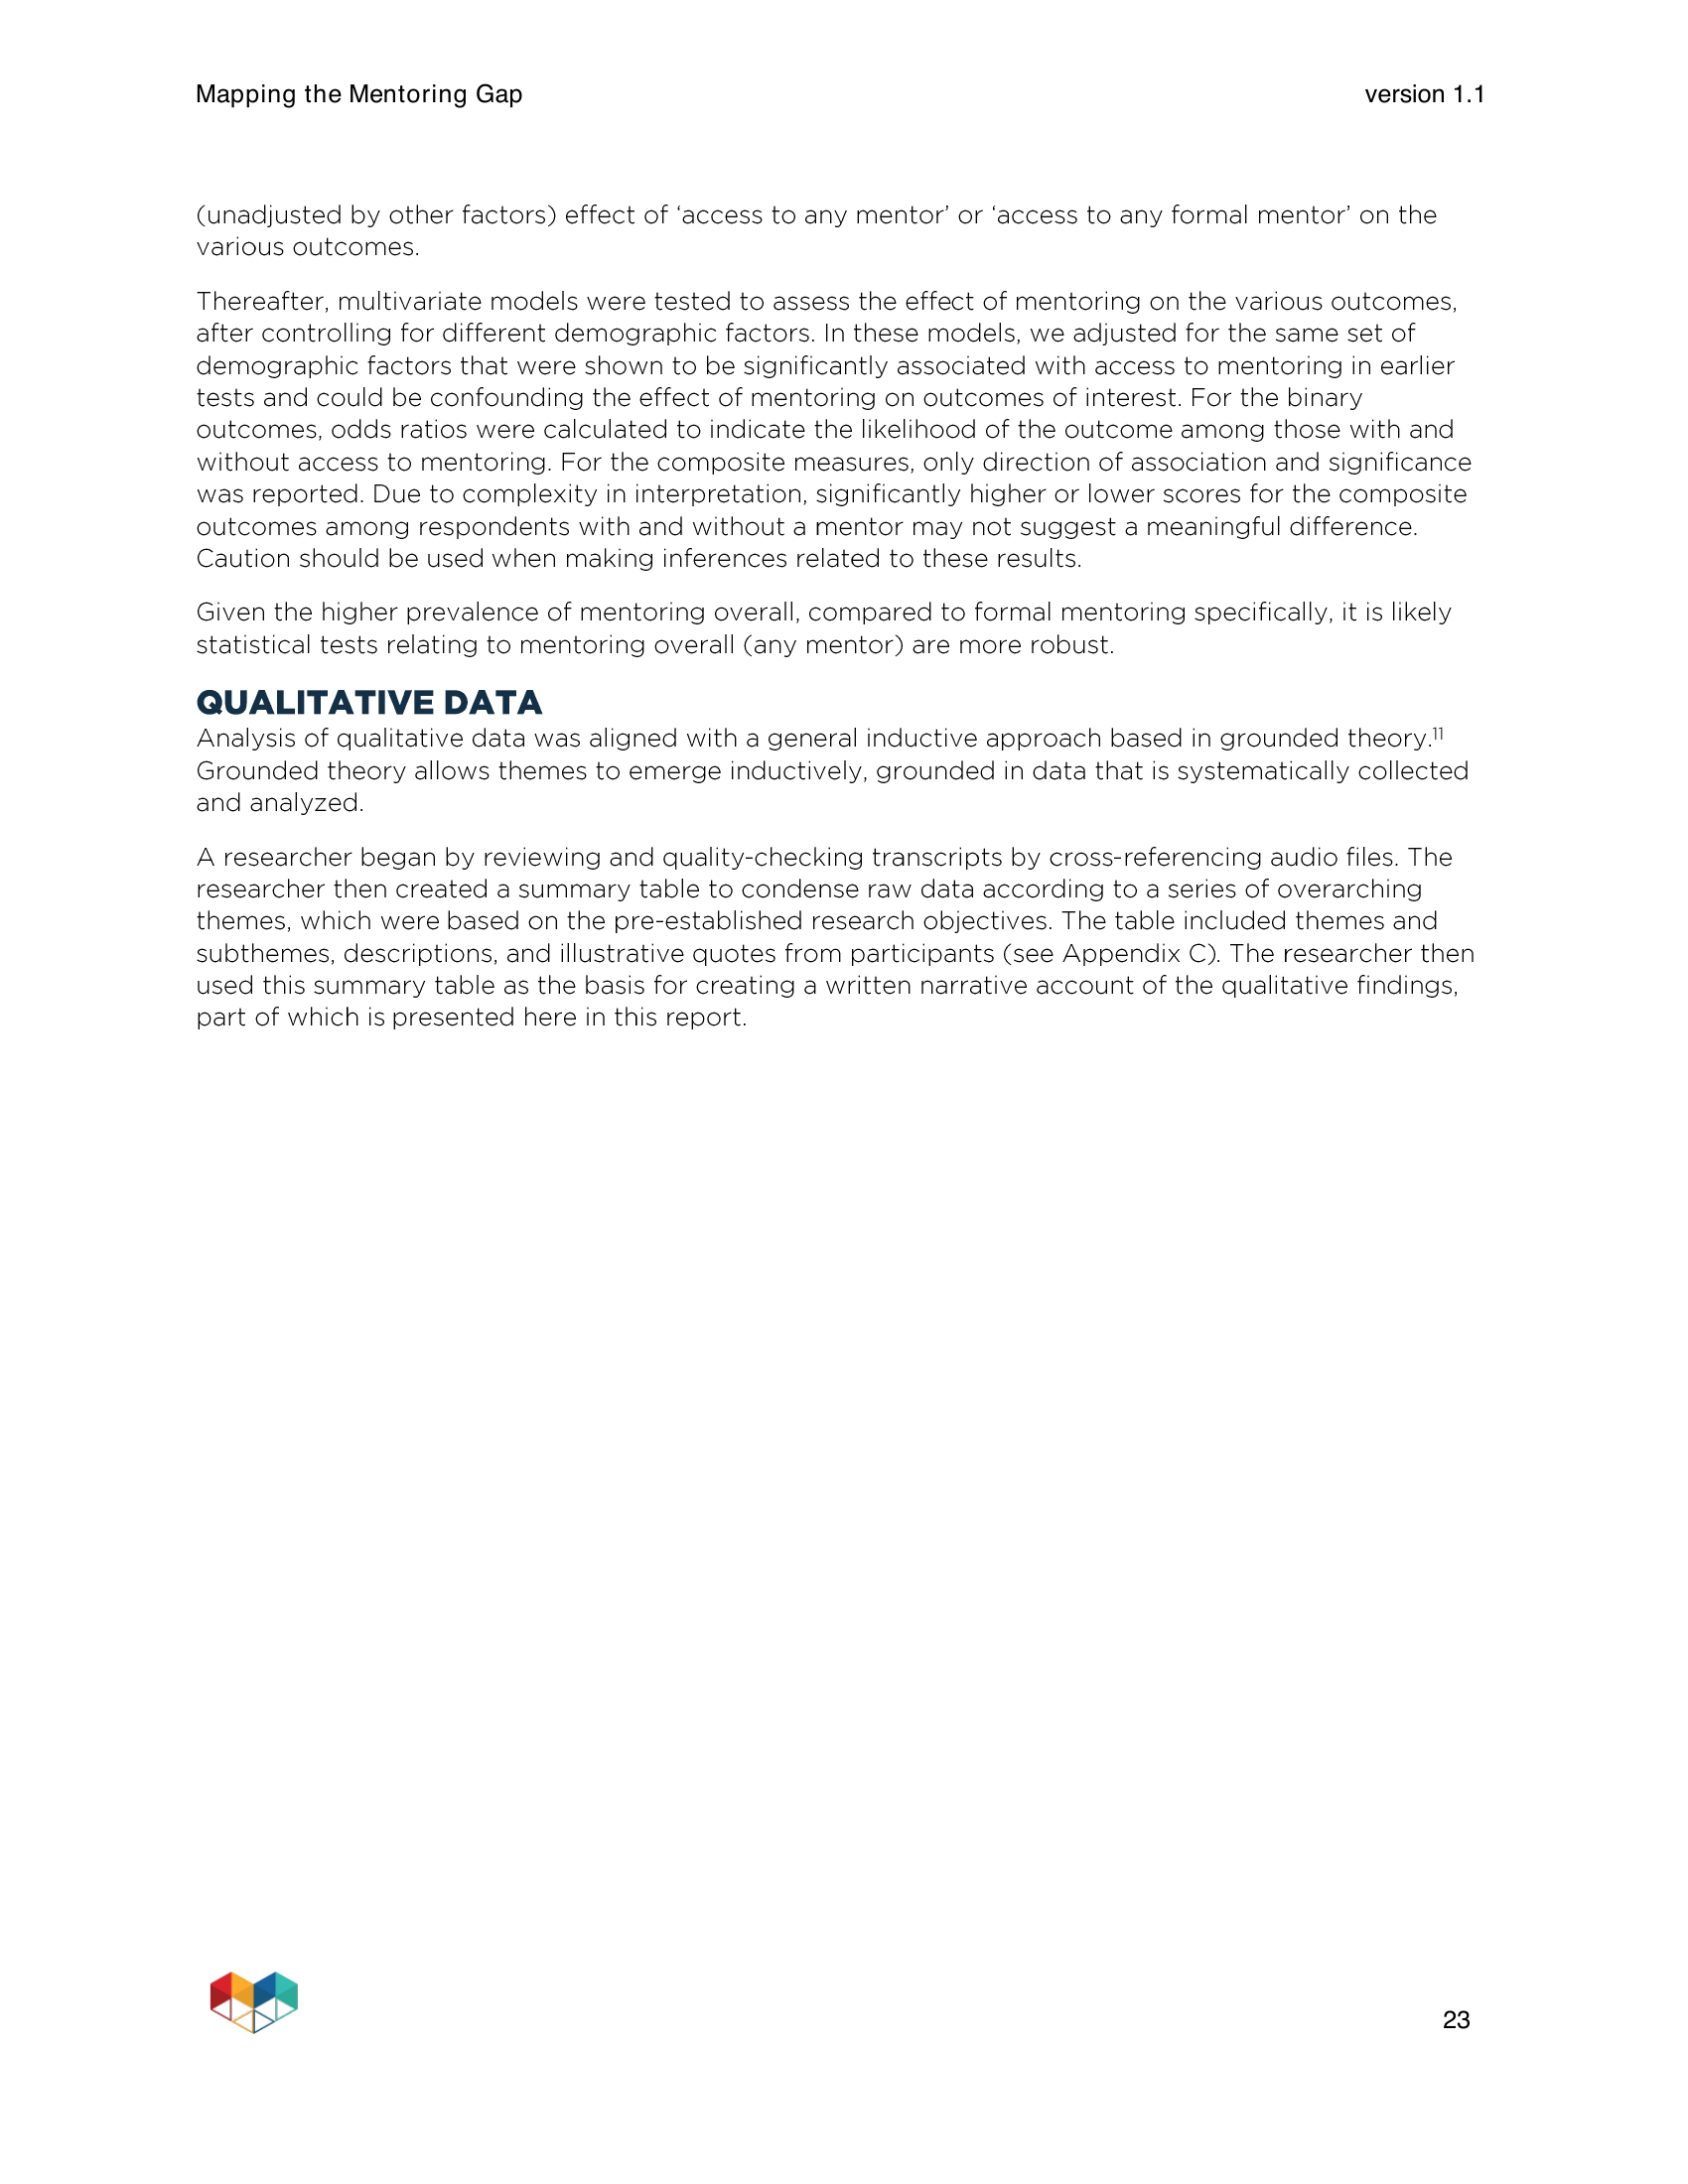 Mapping the Mentoring Gap
version 1.1
(unadjusted by other factors) effect of ‘access to any mentor’ or ‘access to any formal mentor’ on the
various outcomes.
Thereafter, multivariate models were tested to assess the effect of mentoring on the various outcomes,
after controlling for different demographic factors. In these models, we adjusted for the same set of
demographic factors that were shown to be significantly associated with access to mentoring in earlier
tests and could be confounding the effect of mentoring on outcomes of interest. For the binary
outcomes, odds ratios were calculated to indicate the likelihood of the outcome among those with and
without access to mentoring. For the composite measures, only direction of association and significance
was reported. Due to complexity in interpretation, significantly higher or lower scores for the composite
outcomes among respondents with and without a mentor may not suggest a meaningful difference.
Caution should be used when making inferences related to these results.
Given the higher prevalence of mentoring overall, compared to formal mentoring specifically, it is likely
statistical tests relating to mentoring overall (any mentor) are more robust.
QUALITATIVE DATA
Analysis of qualitative data was aligned with a general inductive approach based in grounded theory.11
Grounded theory allows themes to emerge inductively, grounded in data that is systematically collected
and analyzed.
A researcher began by reviewing and quality-checking transcripts by cross-referencing audio files. The
researcher then created a summary table to condense raw data according to a series of overarching
themes, which were based on the pre-established research objectives. The table included themes and
subthemes, descriptions, and illustrative quotes from participants (see Appendix C). The researcher then
used this summary table as the basis for creating a written narrative account of the qualitative findings,
part of which is presented here in this report.
23